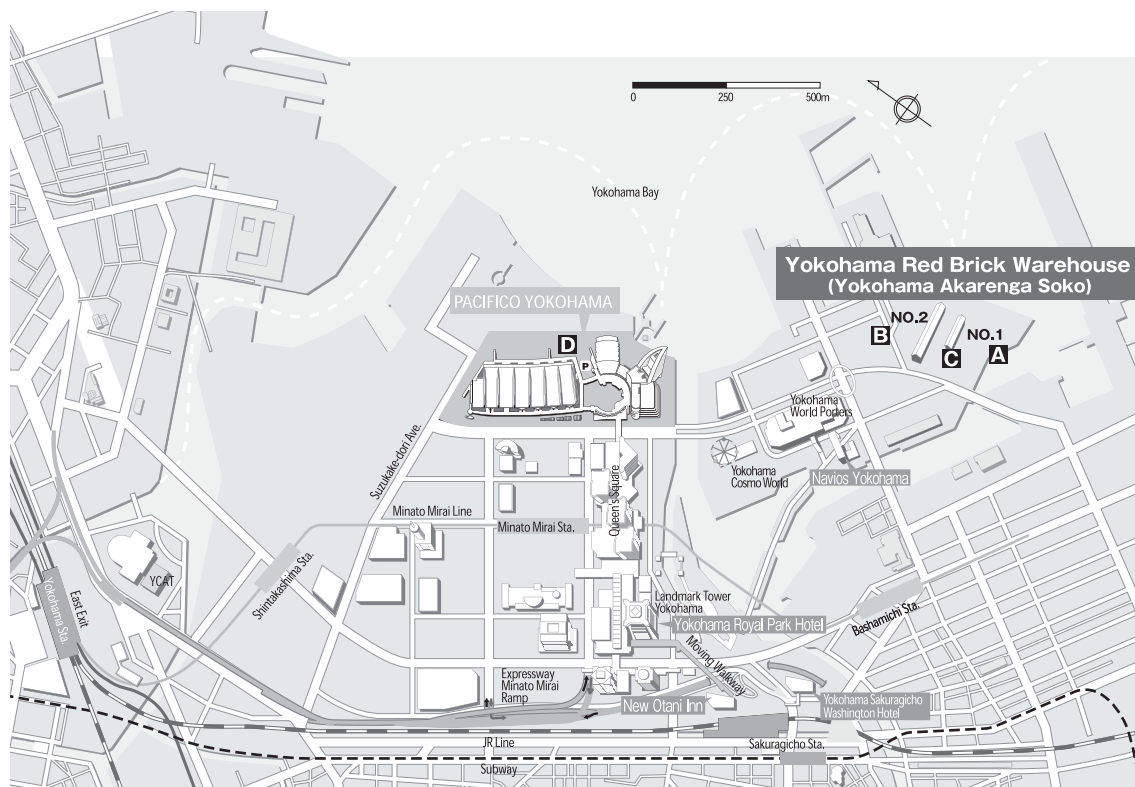 0 250 500m
Yokohama Bay
Yokohama Red Brick Warehouse
(Yokohama Akarenga Soko)
PACIFICO YOKOHAMA
NO.2
NO.1
B
C
A
D
P
Yokohama
World Porters
Suzukake-dori Ave.
Queen's Square
Yokohama
Cosmo World
Navios Yokohama
Minato Mirai Line
Minato Mirai Sta.
Shintakashima Sta.
YCAT
Yokohama Sta.
East Exit
Landmark Tower
Yokohama
Yokohama Royal Park Hotel
Bashamichi Sta.
Moving Walkway
Expressway
Minato Mirai
Ramp
New Otani Inn
Yokohama Sakuragicho
Washington Hotel
JR Line
Sakuragicho Sta.
Subway